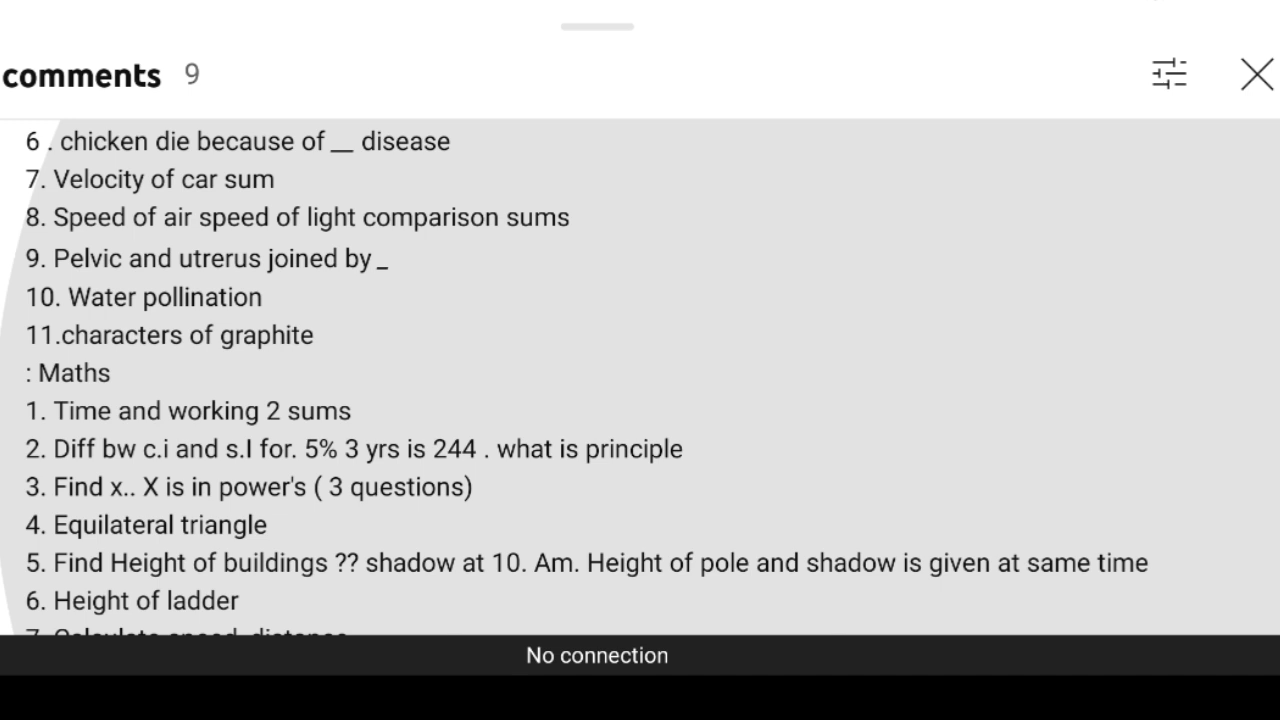 comments 9
6 . chicken die because of __ disease
7. Velocity of car sum
8. Speed of air speed of light comparison sums
9. Pelvic and utrerus joined by _
10. Water pollination
11.characters of graphite
: Maths
1. Time and working 2 sums
2. Diff bw c.i and s.I for. 5% 3 yrs is 244 . what is principle
3. Find x.. X is in power's ( 3 questions)
4. Equilateral triangle
5. Find Height of buildings ?? shadow at 10. Am. Height of pole and shadow is given at same time
6. Height of ladder
7. Calculate speed, distance
No connection